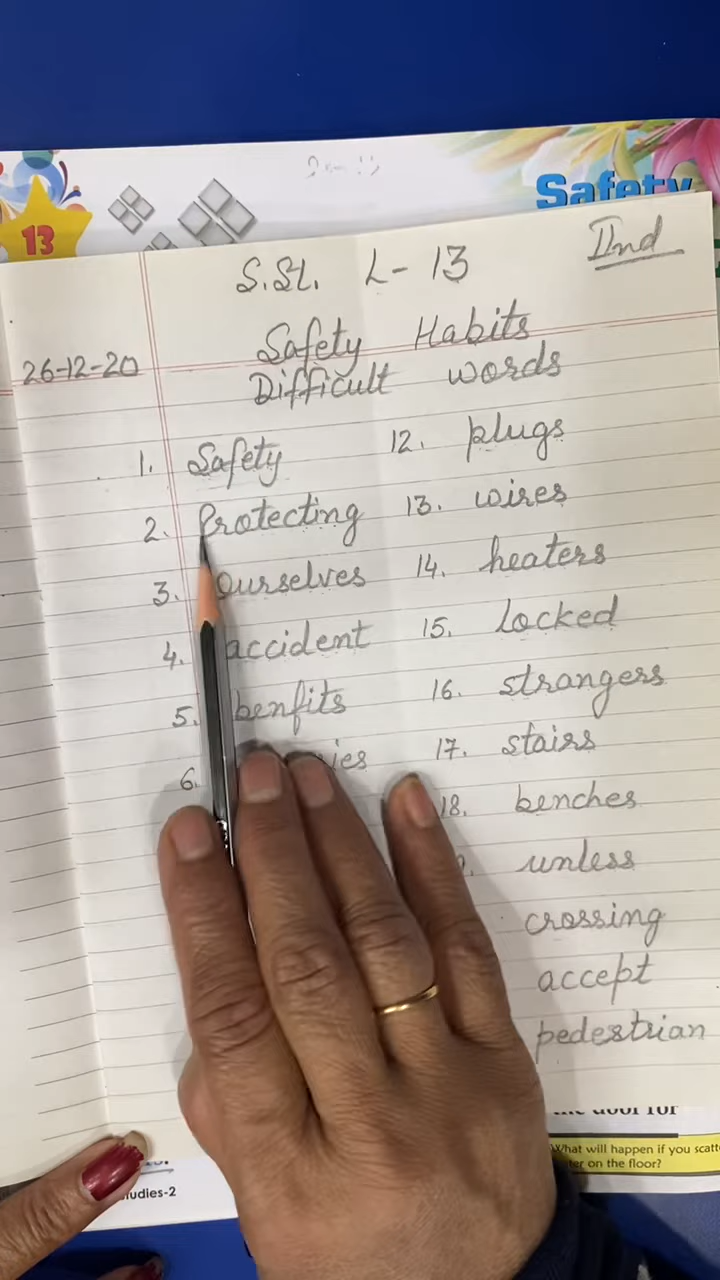 Safety
13
S.St. L- 13 IInd
Safety Habits
26-12-20
Difficult words
1. Safety
2. Protecting
3. ourselves
4. accident
5. benfits
6.
12. plugs
13. wires
14. heaters
15. Locked
16. strangers
17. stairs
18. benches
unless
crossing
accept
pedestrian
What will happen if you
on the floor?
udies-2